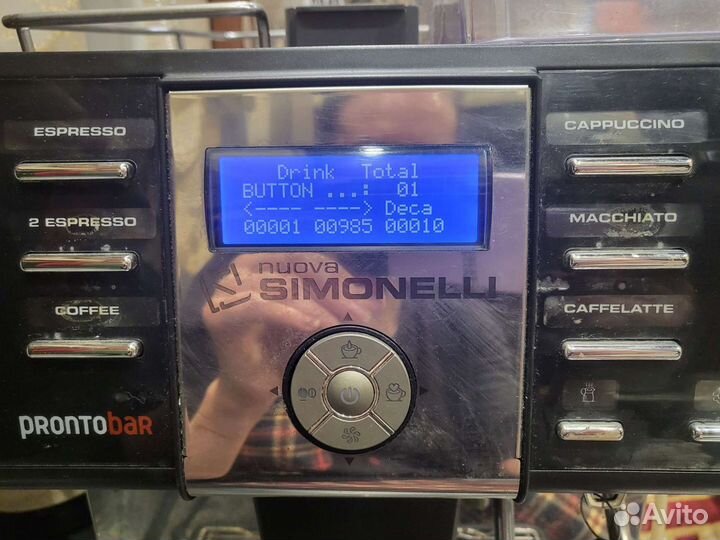 ESPRESSO
2 ESPRESSO
COFFEE
PRONTObar
Drink Total
BUTTON ...: 01
<---- ----> Deca
00001 00985 00010
nuova
SIMONELLI
CAPPUCCINO
MACCHIATO
CAFFELATTE
Avito